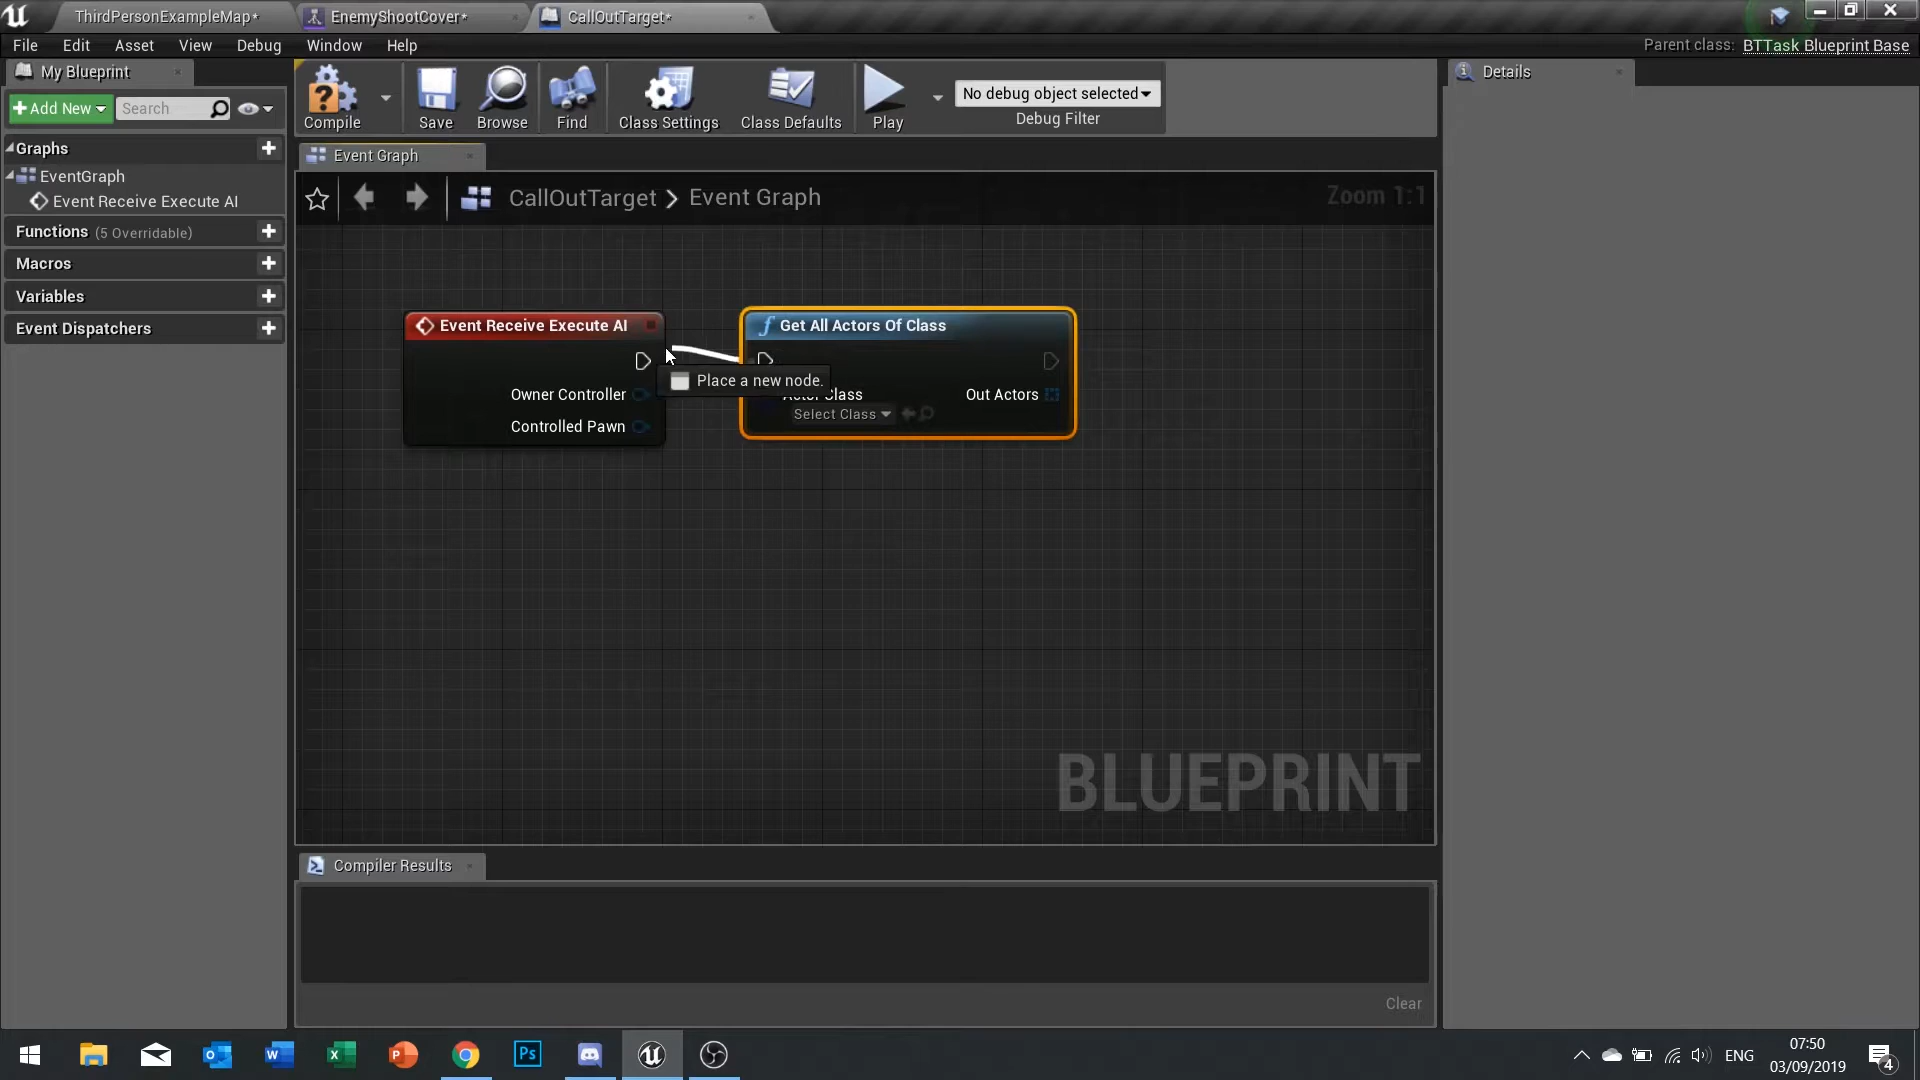 ThirdPersonExampleMap*
EnemyShootCover*
CallOutTarget*
File Edit Asset View Debug Window Help
Parent class: BTTask Blueprint Base
My Blueprint
Details
Add New Search
Compile Save Browse Find Class Settings Class Defaults Play
No debug object selected
Debug Filter
Graphs
EventGraph
Event Receive Execute AI
Functions (5 Overridable)
Macros
Variables
Event Dispatchers
Event Graph
CallOutTarget > Event Graph
Zoom 1:1
Event Receive Execute AI
Owner Controller
Controlled Pawn
Get All Actors Of Class
Place a new node.
Actor Class
Select Class
Out Actors
BLUEPRINT
Compiler Results
Clear
ENG
07:50
03/09/2019
4